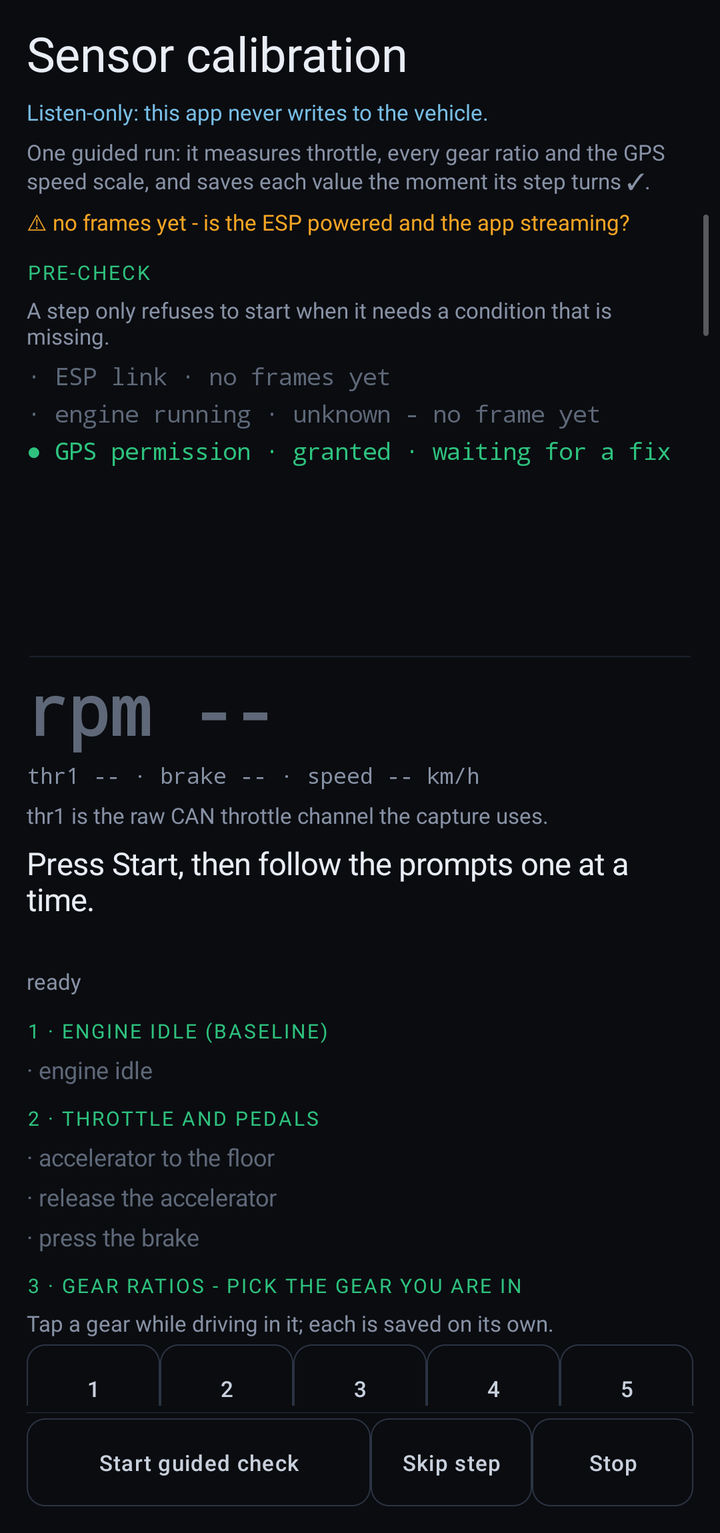 Sensor calibration
Listen-only: this app never writes to the vehicle.
One guided run: it measures throttle, every gear ratio and the GPS
speed scale, and saves each value the moment its step turns ✓.
⚠ no frames yet - is the ESP powered and the app streaming?
PRE-CHECK
A step only refuses to start when it needs a condition that is
missing.
· ESP link · no frames yet
· engine running · unknown - no frame yet
● GPS permission · granted · waiting for a fix
rpm --
thr1 -- · brake -- · speed -- km/h
thr1 is the raw CAN throttle channel the capture uses.
Press Start, then follow the prompts one at a
time.
ready
1 · ENGINE IDLE (BASELINE)
· engine idle
2 · THROTTLE AND PEDALS
· accelerator to the floor
· release the accelerator
· press the brake
3 · GEAR RATIOS - PICK THE GEAR YOU ARE IN
Tap a gear while driving in it; each is saved on its own.
1 2 3 4 5
Start guided check Skip step Stop